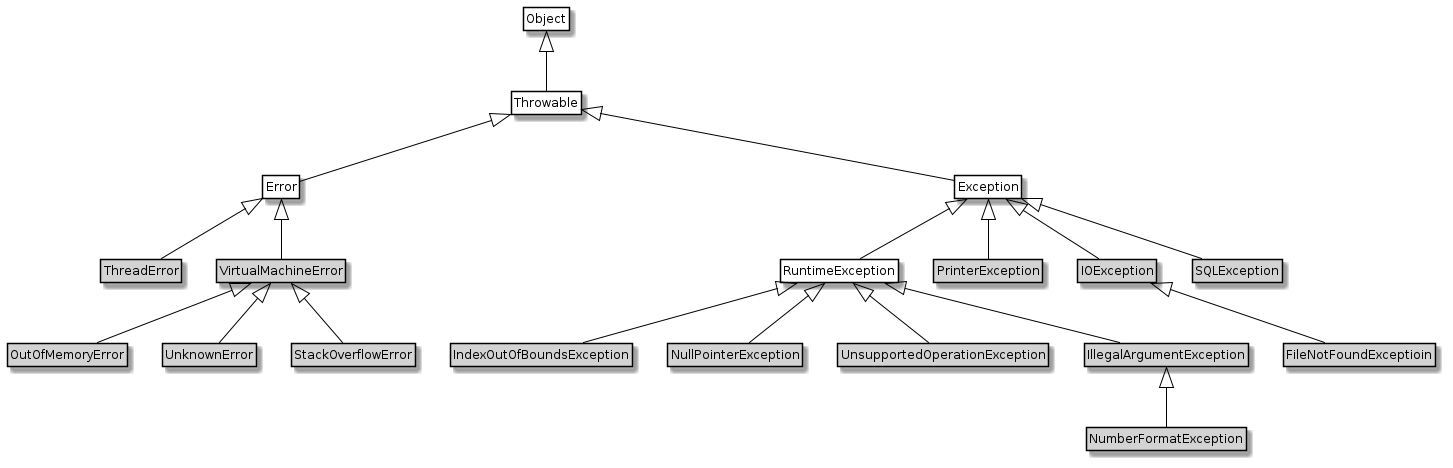 Object
Throwable
Error
Exception
ThreadError
VirtualMachineError
RuntimeException
PrinterException
IOException
SQLException
OutOfMemoryError
UnknownError
StackOverflowError
IndexOutOfBoundsException
NullPointerException
UnsupportedOperationException
IllegalArgumentException
FileNotFoundExceptioin
NumberFormatException